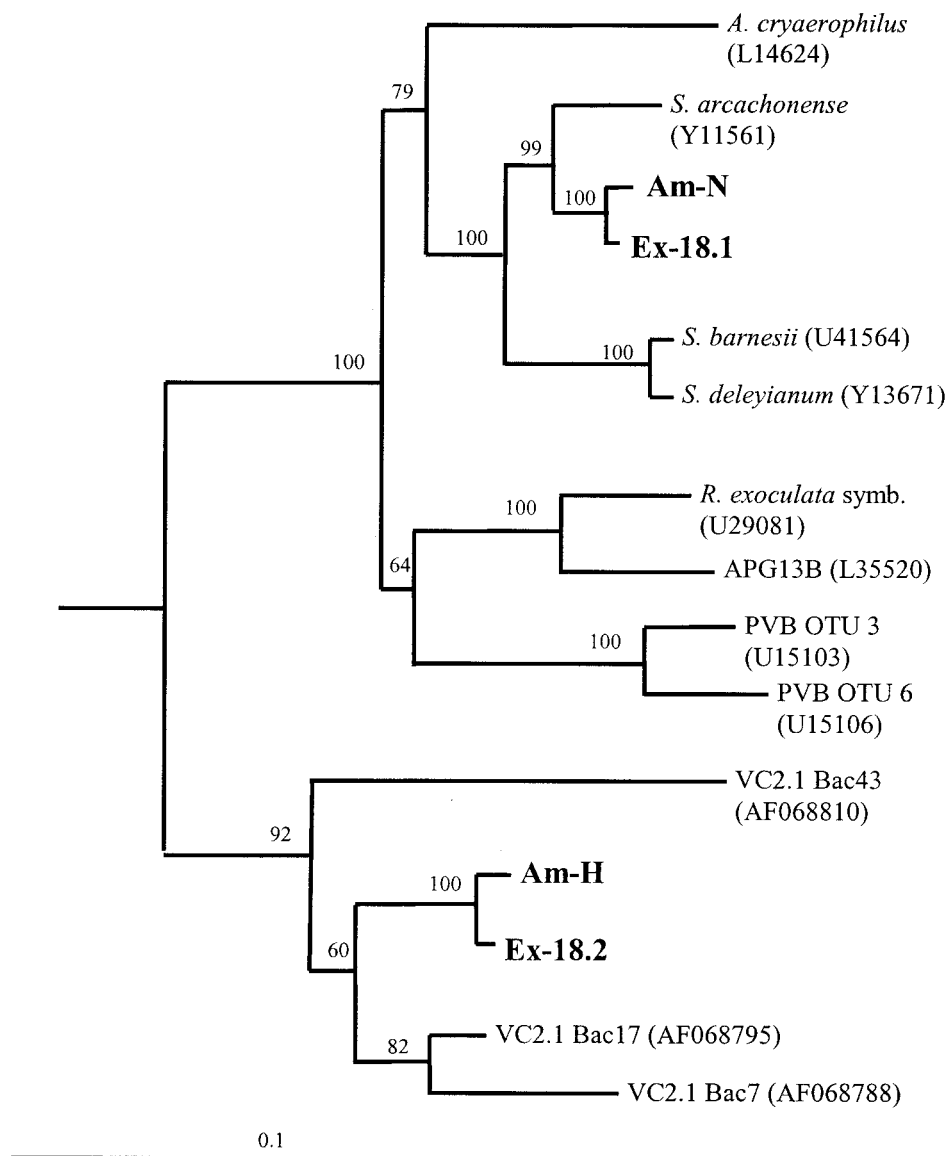 A. cryaerophilus
(L14624)
79
S. arcachonense
(Y11561)
99
Am-N
100
Ex-18.1
100
S. barnesii (U41564)
100
S. deleyianum (Y13671)
100
R. exoculata symb.
(U29081)
100
APG13B (L35520)
64
PVB OTU 3
(U15103)
100
PVB OTU 6
(U15106)
VC2.1 Bac43
(AF068810)
92
Am-H
100
Ex-18.2
60
VC2.1 Bac17 (AF068795)
82
VC2.1 Bac7 (AF068788)
0.1